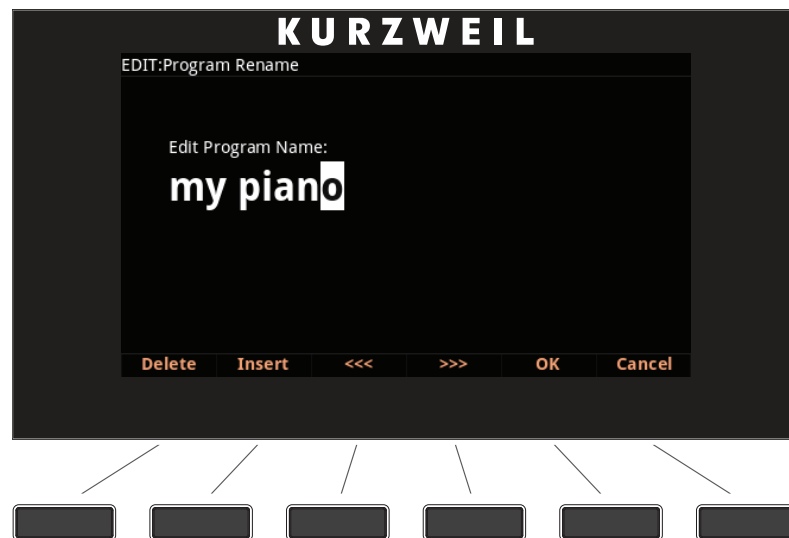 KURZWEIL
EDIT:Program Rename
Edit Program Name:
my piano
Delete Insert <<< >>> OK Cancel